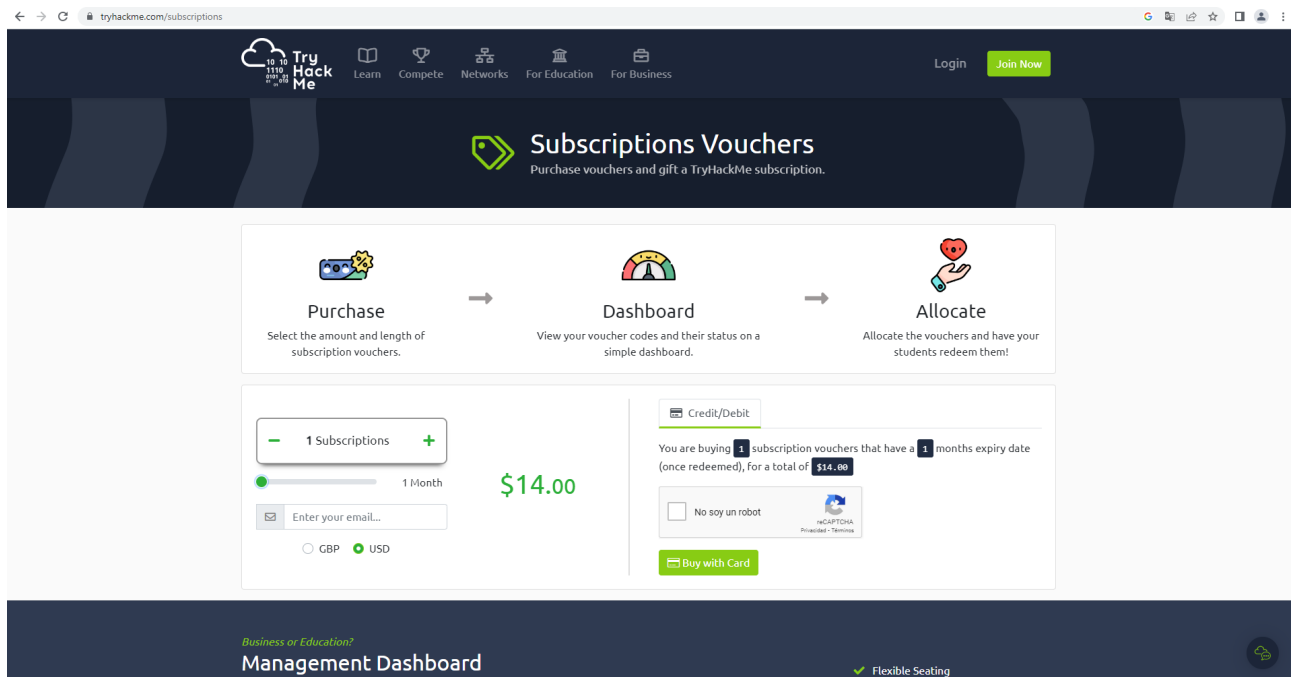 tryhackme.com/subscriptions
Try
Hack
Me
Learn
Compete
Networks
For Education
For Business
Login
Join Now
Subscriptions Vouchers
Purchase vouchers and gift a TryHackMe subscription.
Purchase
Select the amount and length of
subscription vouchers.
Dashboard
View your voucher codes and their status on a
simple dashboard.
Allocate
Allocate the vouchers and have your
students redeem them!
1 Subscriptions
1 Month
Enter your email...
GBP
USD
$14.00
Credit/Debit
You are buying 1 subscription vouchers that have a 1 months expiry date
(once redeemed), for a total of $14.00
No soy un robot
reCAPTCHA
Privacidad - Términos
Buy with Card
Business or Education?
Management Dashboard
Flexible Seating